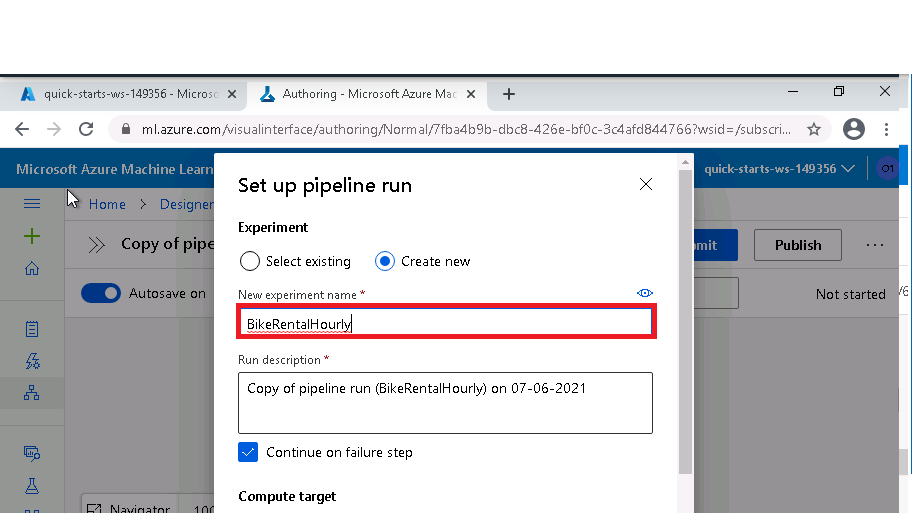 quick-starts-ws-149356 - Microsc
Authoring - Microsoft Azure Mac
ml.azure.com/visualinterface/authoring/Normal/7fba4b9b-dbc8-426e-bf0c-3c4afd844766?wsid=/subscri...
Microsoft Azure Machine Learn
quick-starts-ws-149356
O1
Home > Designer
Set up pipeline run
Copy of pipe
mit
Publish
Experiment
Select existing
Create new
Autosave on
Not started
/6
New experiment name *
BikeRentalHourly
Run description *
Copy of pipeline run (BikeRentalHourly) on 07-06-2021
Continue on failure step
Compute target
Navigator
100